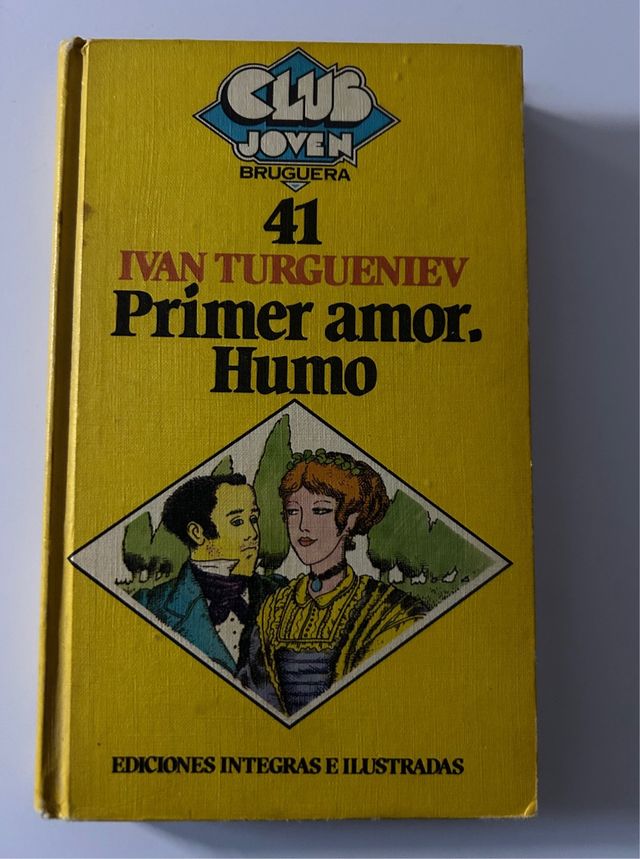 CLUB
JOVEN
BRUGUERA
41
IVAN TURGUENIEV
Primer amor.
Humo
EDICIONES INTEGRAS E ILUSTRADAS